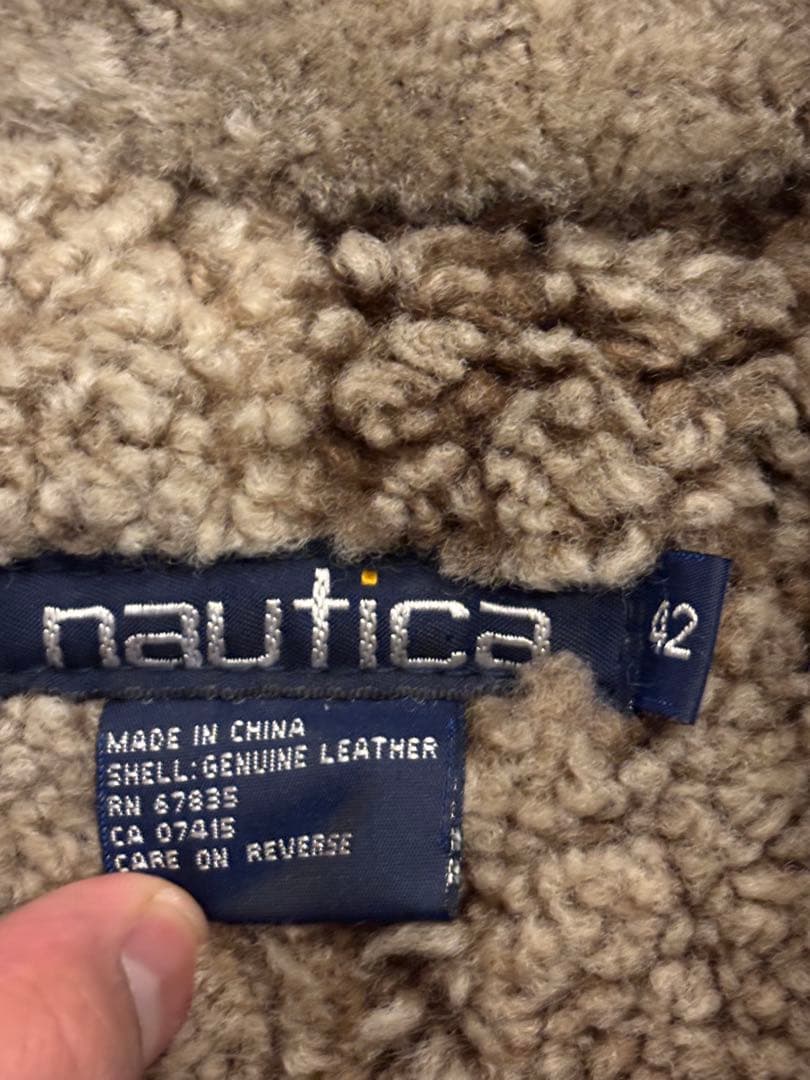 nautica
42
MADE IN CHINA
SHELL: GENUINE LEATHER
RN 67835
CA 07415
CARE ON REVERSE